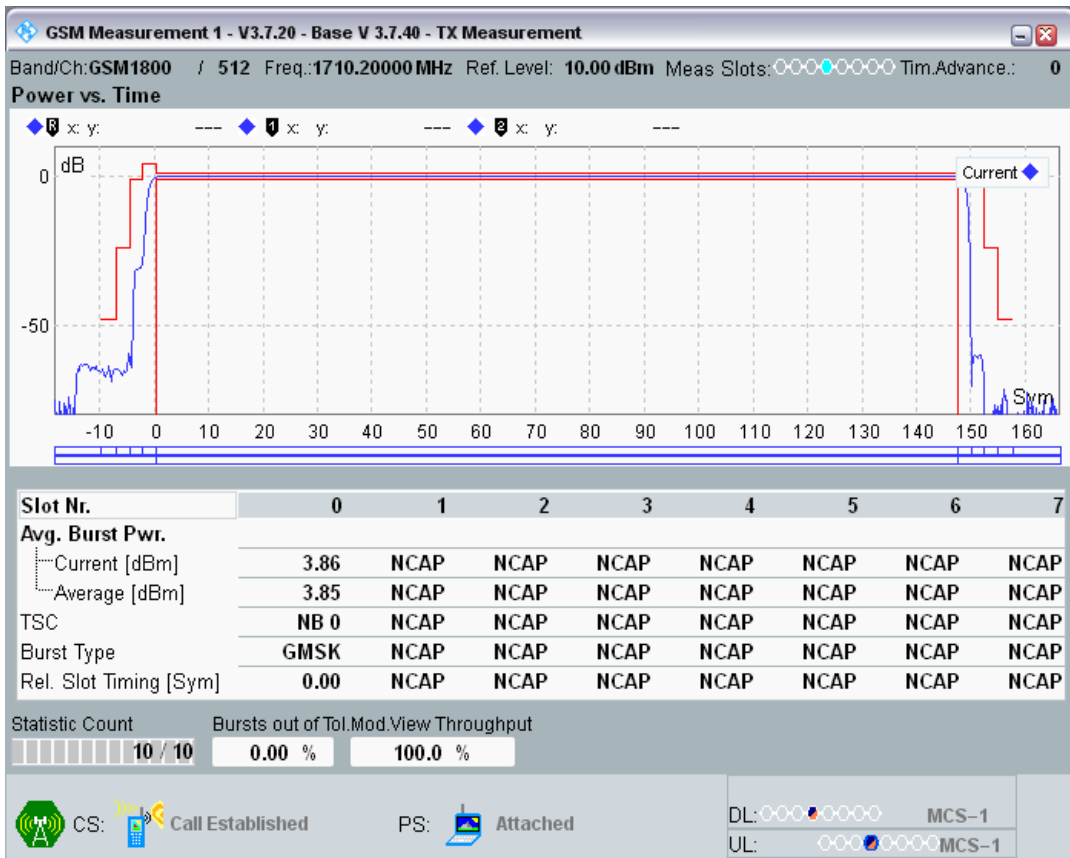 GSM Measurement 1 - V3.7.20 - Base V 3.7.40 - TX Measurement
Band/Ch:GSM1800 / 512 Freq.:1710.20000 MHz Ref. Level: 10.00 dBm Meas Slots: Tim.Advance.: 0
Power vs. Time
R x: y: --- 1 x: y: --- 2 x: y: ---
dB
Current
0
-50
Sym
-10 0 10 20 30 40 50 60 70 80 90 100 110 120 130 140 150 160
Slot Nr. 0 1 2 3 4 5 6 7
Avg. Burst Pwr.
Current [dBm] 3.86 NCAP NCAP NCAP NCAP NCAP NCAP NCAP
Average [dBm] 3.85 NCAP NCAP NCAP NCAP NCAP NCAP NCAP
TSC NB 0 NCAP NCAP NCAP NCAP NCAP NCAP NCAP
Burst Type GMSK NCAP NCAP NCAP NCAP NCAP NCAP NCAP
Rel. Slot Timing [Sym] 0.00 NCAP NCAP NCAP NCAP NCAP NCAP NCAP
Statistic Count Bursts out of Tol.Mod.View Throughput
10 / 10 0.00 % 100.0 %
CS: Call Established PS: Attached
DL: MCS-1
UL: MCS-1